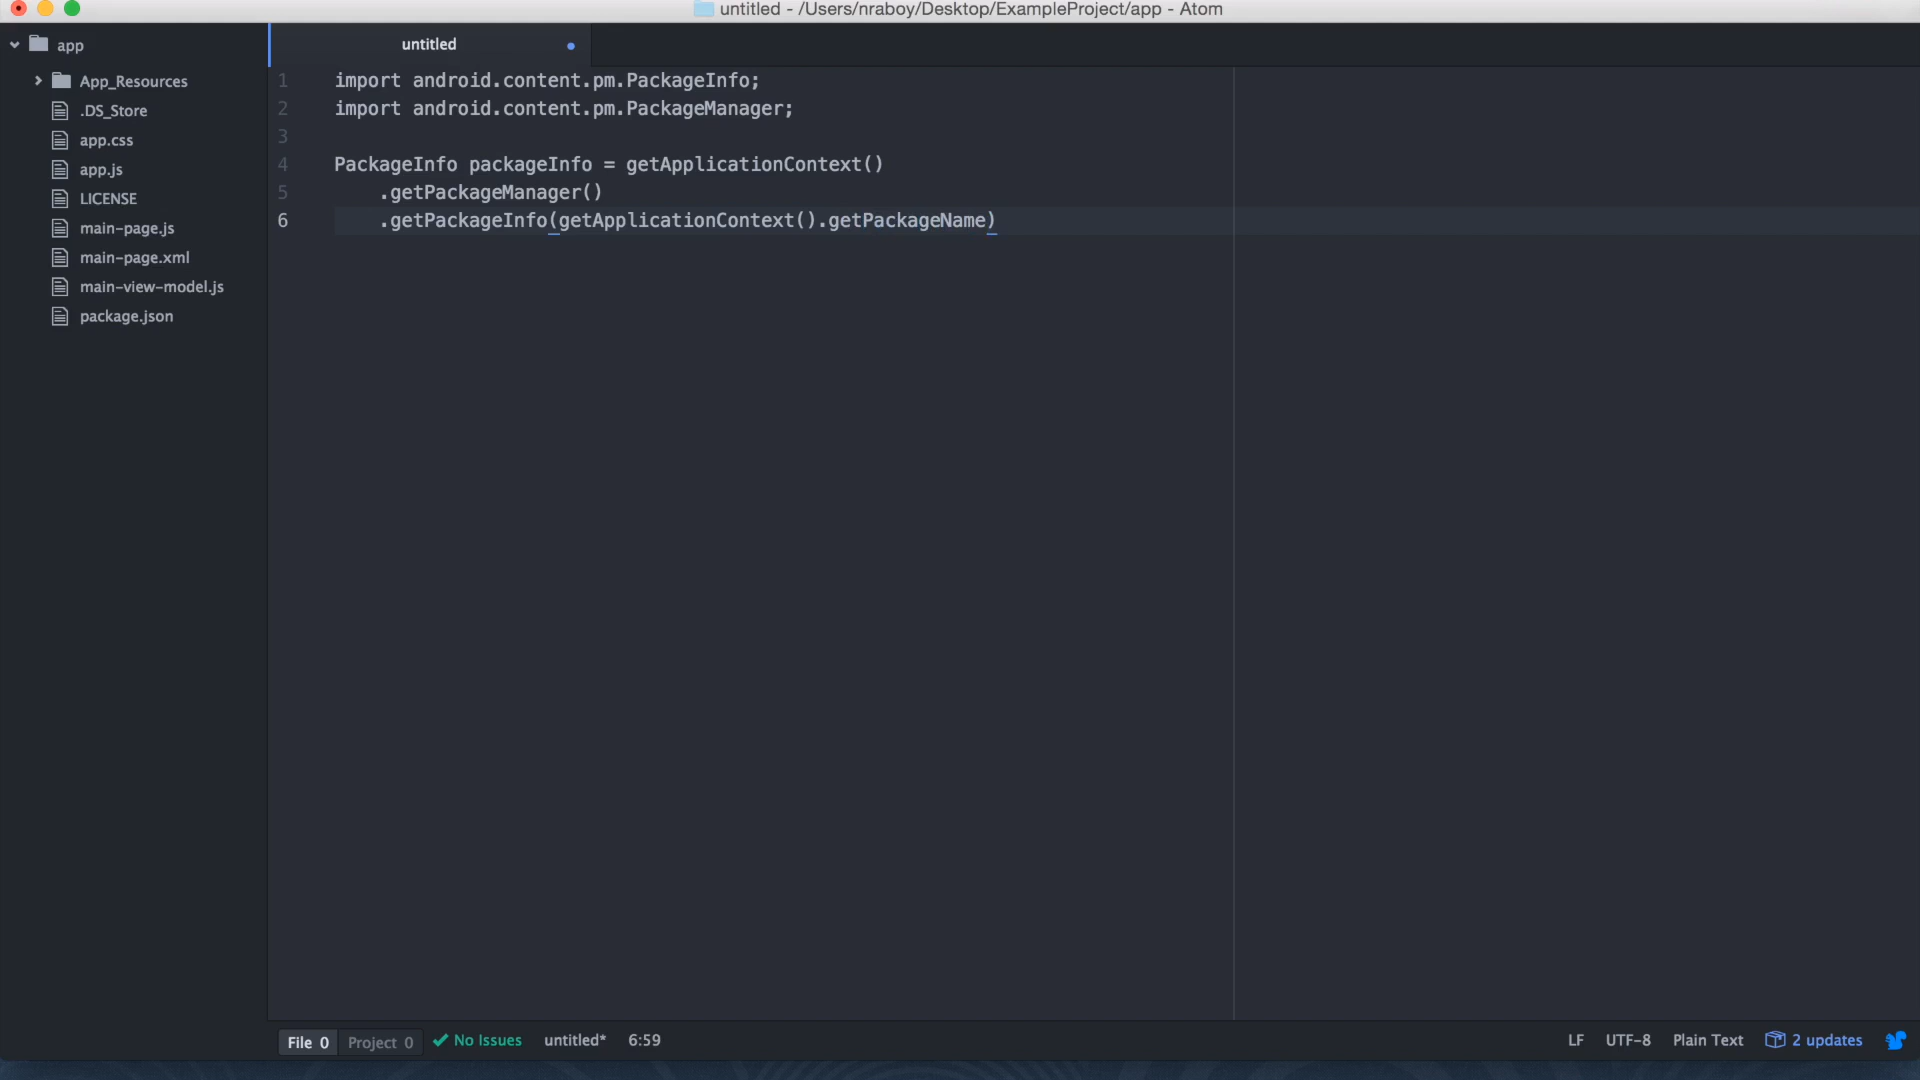 untitled - /Users/nraboy/Desktop/ExampleProject/app - Atom
app
App_Resources
.DS_Store
app.css
app.js
LICENSE
main-page.js
main-page.xml
main-view-model.js
package.json
untitled
1 import android.content.pm.PackageInfo;
2 import android.content.pm.PackageManager;
3
4 PackageInfo packageInfo = getApplicationContext()
5 .getPackageManager()
6 .getPackageInfo(getApplicationContext().getPackageName)
File 0 Project 0 No Issues untitled* 6:59 LF UTF-8 Plain Text 2 updates